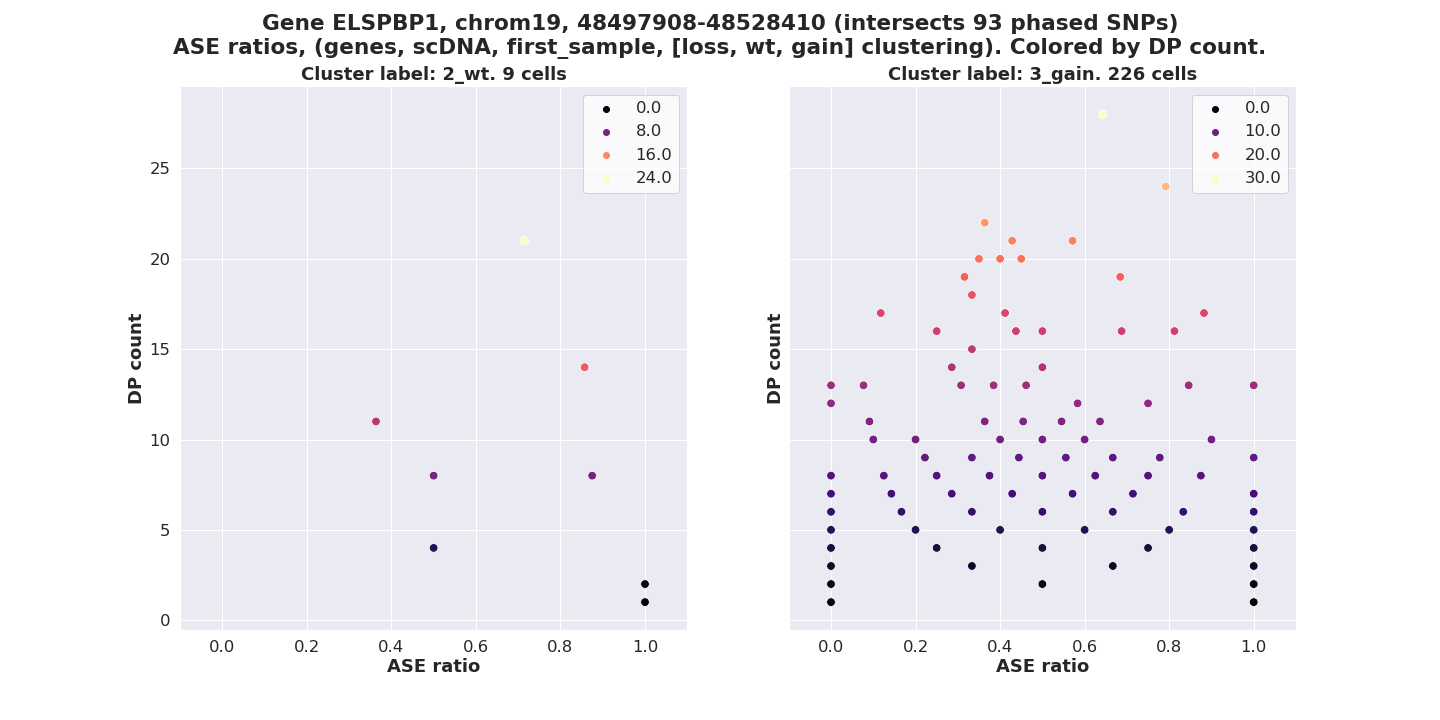 Gene ELSPBP1, chrom19, 48497908-48528410 (intersects 93 phased SNPs)
ASE ratios, (genes, scDNA, first_sample, [loss, wt, gain] clustering). Colored by DP count.
Cluster label: 2_wt. 9 cells
0.0
8.0
16.0
24.0
25
20
15
10
5
0
DP count
0.0 0.2 0.4 0.6 0.8 1.0
ASE ratio
Cluster label: 3_gain. 226 cells
0.0
10.0
20.0
30.0
DP count
0.0 0.2 0.4 0.6 0.8 1.0
ASE ratio